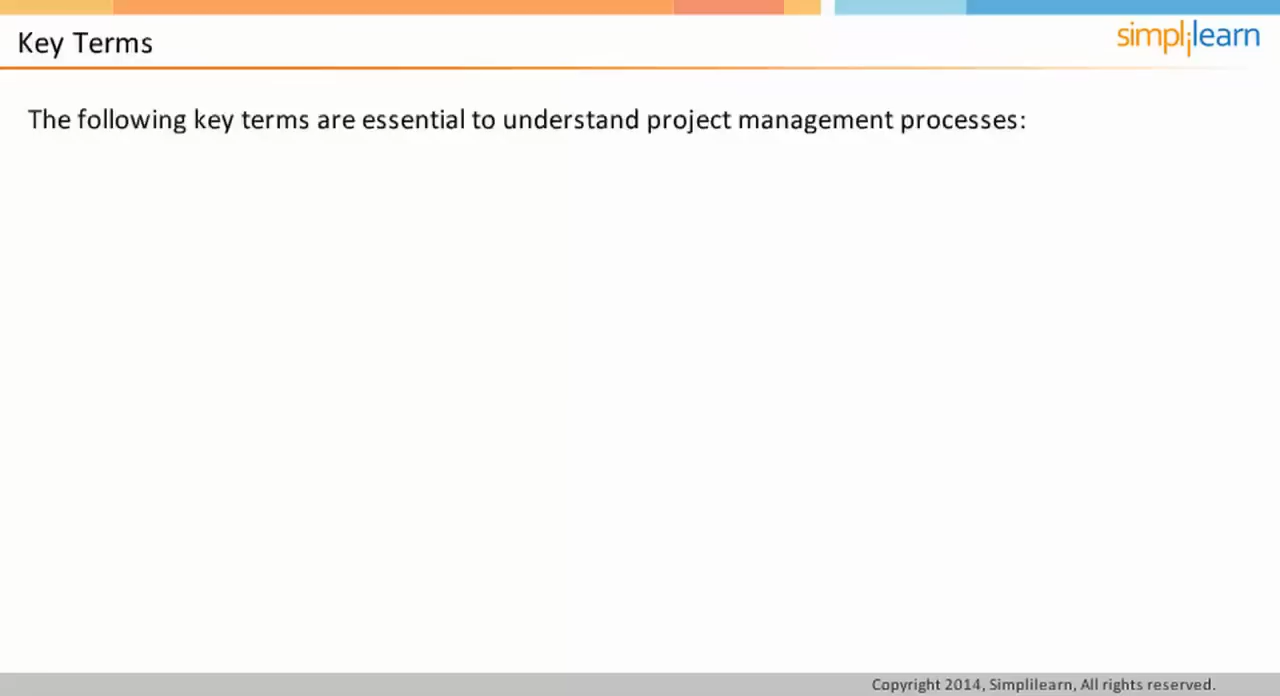 Key Terms
simplilearn
The following key terms are essential to understand project management processes:
Copyright 2014, Simplilearn, All rights reserved.